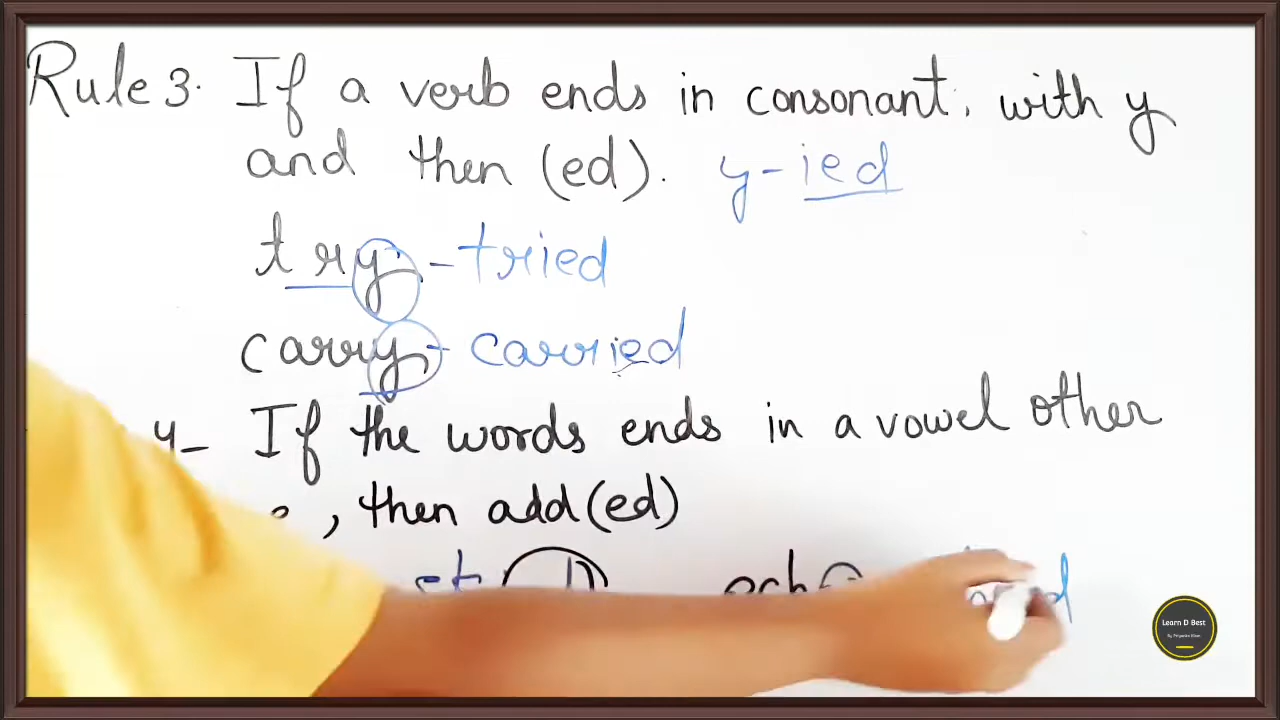 Rule 3. If a verb ends in consonant, with y
and then (ed). y - ied
try - tried
carry - carried
4 - If the words ends in a vowel other
, then add (ed)
Learn D Best